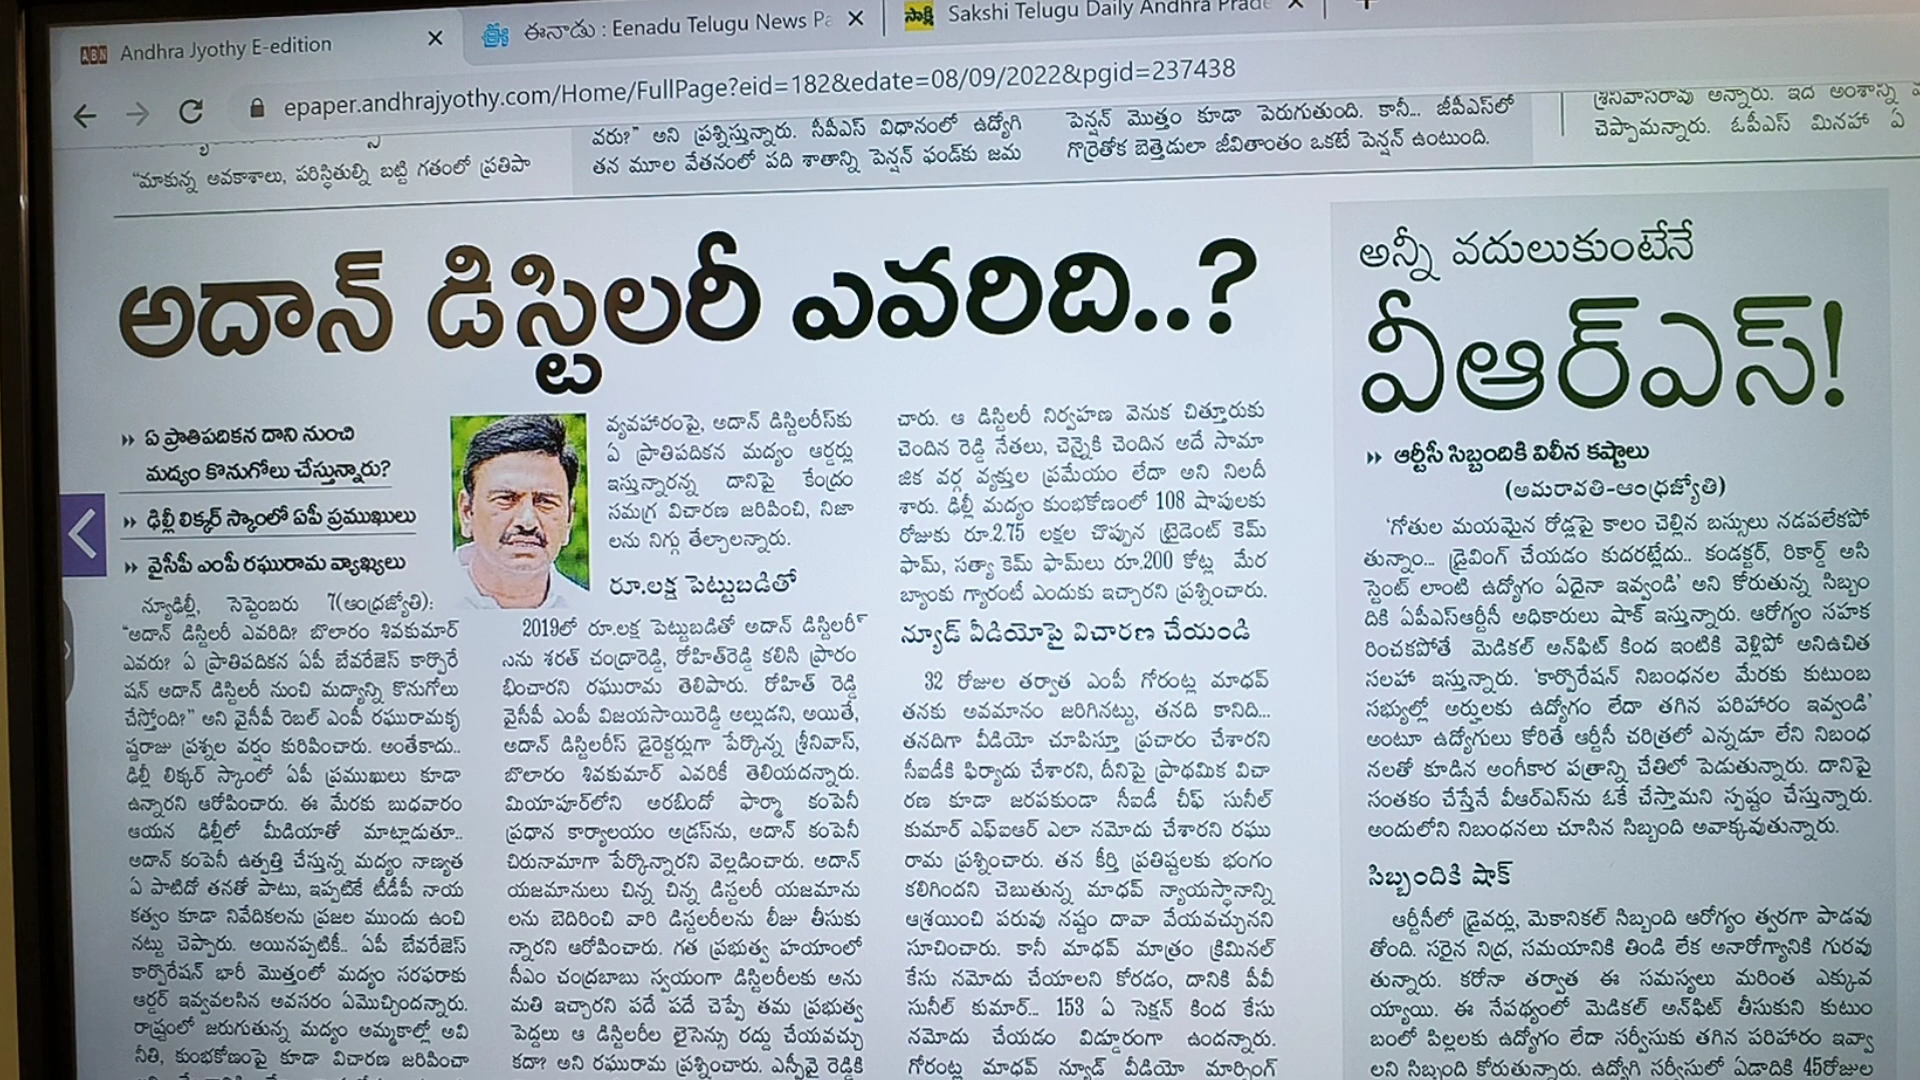 Andhra Jyothy E-edition
ఈనాడు : Eenadu Telugu News Pa
సాక్షి Sakshi Telugu Daily Andhra Prade
epaper.andhrajyothy.com/Home/FullPage?eid=182&edate=08/09/2022&pgid=237438
"మాకున్న అవకాశాలు, పరిస్థితుల్ని బట్టి గతంలో ప్రతిపా
వరు?" అని ప్రశ్నిస్తున్నారు. సీపీఎస్ విధానంలో ఉద్యోగి
తన మూల వేతనంలో పది శాతాన్ని పెన్షన్ ఫండ్‌కు జమ
పెన్షన్ మొత్తం కూడా పెరుగుతుంది. కానీ... జీపీఎస్‌లో
గొర్రెతోక బెత్తెడులా జీవితాంతం ఒకటే పెన్షన్ ఉంటుంది.
శ్రీనివాసరావు అన్నారు. ఇదే అంశాన్ని
చెప్పామన్నారు. ఓపీఎస్ మినహా ఏ
అదాన్ డిస్టిలరీ ఎవరిది..?
›› ఏ ప్రాతిపదికన దాని నుంచి
మద్యం కొనుగోలు చేస్తున్నారు?
›› ఢిల్లీ లిక్కర్ స్కాంలో ఏపీ ప్రముఖులు
›› వైసీపీ ఎంపీ రఘురామ వ్యాఖ్యలు
న్యూఢిల్లీ, సెప్టెంబరు 7(ఆంధ్రజ్యోతి):
"అదాన్ డిస్టిలరీ ఎవరిది? బొలారం శివకుమార్
ఎవరు? ఏ ప్రాతిపదికన ఏపీ బేవరేజెస్ కార్పొరే
షన్ అదాన్ డిస్టిలరీ నుంచి మద్యాన్ని కొనుగోలు
చేస్తోంది?" అని వైసీపీ రెబల్ ఎంపీ రఘురామకృ
ష్ణరాజు ప్రశ్నల వర్షం కురిపించారు. అంతేకాదు..
ఢిల్లీ లిక్కర్ స్కాంలో ఏపీ ప్రముఖులు కూడా
ఉన్నారని ఆరోపించారు. ఈ మేరకు బుధవారం
ఆయన ఢిల్లీలో మీడియాతో మాట్లాడుతూ..
అదాన్ కంపెనీ ఉత్పత్తి చేస్తున్న మద్యం నాణ్యత
ఏ పాటిదో తనతో పాటు, ఇప్పటికే టీడీపీ నాయ
కత్వం కూడా నివేదికలను ప్రజల ముందు ఉంచి
నట్టు చెప్పారు. అయినప్పటికీ.. ఏపీ బేవరేజెస్
కార్పొరేషన్ భారీ మొత్తంలో మద్యం సరఫరాకు
ఆర్డర్ ఇవ్వవలసిన అవసరం ఏమొచ్చిందన్నారు.
రాష్ట్రంలో జరుగుతున్న మద్యం అమ్మకాల్లో అవి
నీతి, కుంభకోణంపై కూడా విచారణ జరిపించా
వ్యవహారంపై, అదాన్ డిస్టిలరీస్‌కు
ఏ ప్రాతిపదికన మద్యం ఆర్డర్లు
ఇస్తున్నారన్న దానిపై కేంద్రం
సమగ్ర విచారణ జరిపించి, నిజా
లను నిగ్గు తేల్చాలన్నారు.
రూ.లక్ష పెట్టుబడితో
2019లో రూ.లక్ష పెట్టుబడితో అదాన్ డిస్టిలరీ
స్‌ను శరత్ చంద్రారెడ్డి, రోహిత్‌రెడ్డి కలిసి ప్రారం
భించారని రఘురామ తెలిపారు. రోహిత్ రెడ్డి
వైసీపీ ఎంపీ విజయసాయిరెడ్డి అల్లుడని, అయితే,
అదాన్ డిస్టిలరీస్ డైరెక్టర్లుగా పేర్కొన్న శ్రీనివాస్,
బొలారం శివకుమార్ ఎవరికీ తెలియదన్నారు.
మియాపూర్‌లోని అరబిందో ఫార్మా కంపెనీ
ప్రధాన కార్యాలయం అడ్రస్‌ను, అదాన్ కంపెనీ
చిరునామాగా పేర్కొన్నారని వెల్లడించారు. అదాన్
యజమానులు చిన్న చిన్న డిస్టలరీ యజమాను
లను బెదిరించి వారి డిస్టలరీలను లీజు తీసుకు
న్నారని ఆరోపించారు. గత ప్రభుత్వ హయాంలో
సీఎం చంద్రబాబు స్వయంగా డిస్టిలరీలకు అను
మతి ఇచ్చారని పదే పదే చెప్పే తమ ప్రభుత్వ
పెద్దలు ఆ డిస్టిలరీల లైసెన్సు రద్దు చేయవచ్చు
కదా? అని రఘురామ ప్రశ్నించారు. ఎస్పీవై రెడ్డికి
చారు. ఆ డిస్టిలరీ నిర్వహణ వెనుక చిత్తూరుకు
చెందిన రెడ్డి నేతలు, చెన్నైకి చెందిన అదే సామా
జిక వర్గ వ్యక్తుల ప్రమేయం లేదా అని నిలదీ
శారు. ఢిల్లీ మద్యం కుంభకోణంలో 108 షాపులకు
రోజుకు రూ.2.75 లక్షల చొప్పున ట్రైడెంట్ కెమ్
ఫామ్, సత్యా కెమ్ ఫామ్‌లు రూ.200 కోట్ల మేర
బ్యాంకు గ్యారంటీ ఎందుకు ఇచ్చారని ప్రశ్నించారు.
న్యూడ్ వీడియోపై విచారణ చేయండి
32 రోజుల తర్వాత ఎంపీ గోరంట్ల మాధవ్
తనకు అవమానం జరిగినట్టు, తనది కానిది...
తనదిగా వీడియో చూపిస్తూ ప్రచారం చేశారని
సీఐడీకి ఫిర్యాదు చేశారని, దీనిపై ప్రాథమిక విచా
రణ కూడా జరపకుండా సీఐడీ చీఫ్ సునీల్
కుమార్ ఎఫ్ఐఆర్ ఎలా నమోదు చేశారని రఘు
రామ ప్రశ్నించారు. తన కీర్తి ప్రతిష్టలకు భంగం
కలిగిందని చెబుతున్న మాధవ్ న్యాయస్థానాన్ని
ఆశ్రయించి పరువు నష్టం దావా వేయవచ్చునని
సూచించారు. కానీ మాధవ్ మాత్రం క్రిమినల్
కేసు నమోదు చేయాలని కోరడం, దానికి పీవీ
సునీల్ కుమార్... 153 ఏ సెక్షన్ కింద కేసు
నమోదు చేయడం విడ్డూరంగా ఉందన్నారు.
గోరంట్ల మాధవ్ న్యూడ్ వీడియో మార్ఫింగ్
అన్నీ వదులుకుంటేనే
వీఆర్ఎస్!
›› ఆర్టీసీ సిబ్బందికి విలీన కష్టాలు
(అమరావతి-ఆంధ్రజ్యోతి)
'గోతుల మయమైన రోడ్లపై కాలం చెల్లిన బస్సులు నడపలేకపో
తున్నాం... డ్రైవింగ్ చేయడం కుదరట్లేదు.. కండక్టర్, రికార్డ్ అసి
స్టెంట్ లాంటి ఉద్యోగం ఏదైనా ఇవ్వండి' అని కోరుతున్న సిబ్బం
దికి ఏపీఎస్ఆర్టీసీ అధికారులు షాక్ ఇస్తున్నారు. ఆరోగ్యం సహక
రించకపోతే మెడికల్ అన్‌ఫిట్ కింద ఇంటికి వెళ్లిపో అనిఉచిత
సలహా ఇస్తున్నారు. 'కార్పొరేషన్ నిబంధనల మేరకు కుటుంబ
సభ్యుల్లో అర్హులకు ఉద్యోగం లేదా తగిన పరిహారం ఇవ్వండి'
అంటూ ఉద్యోగులు కోరితే ఆర్టీసీ చరిత్రలో ఎన్నడూ లేని నిబంధ
నలతో కూడిన అంగీకార పత్రాన్ని చేతిలో పెడుతున్నారు. దానిపై
సంతకం చేస్తేనే వీఆర్ఎస్‌ను ఓకే చేస్తామని స్పష్టం చేస్తున్నారు.
అందులోని నిబంధనలు చూసిన సిబ్బంది అవాక్కవుతున్నారు.
సిబ్బందికి షాక్
ఆర్టీసీలో డ్రైవర్లు, మెకానికల్ సిబ్బంది ఆరోగ్యం త్వరగా పాడవు
తోంది. సరైన నిద్ర, సమయానికి తిండి లేక అనారోగ్యానికి గురవు
తున్నారు. కరోనా తర్వాత ఈ సమస్యలు మరింత ఎక్కువ
య్యాయి. ఈ నేపథ్యంలో మెడికల్ అన్‌ఫిట్ తీసుకుని కుటుం
బంలో పిల్లలకు ఉద్యోగం లేదా సర్వీసుకు తగిన పరిహారం ఇవ్వా
లని సిబ్బంది కోరుతున్నారు. ఉద్యోగి సర్వీసులో ఏడాదికి 45రోజుల